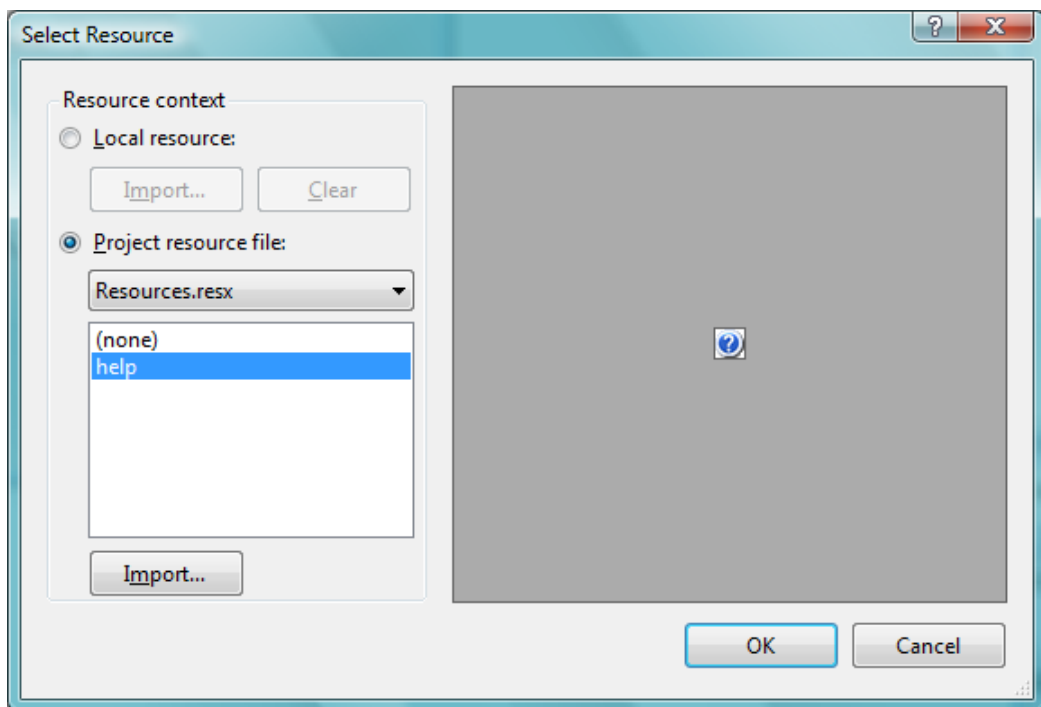 Select Resource
?
X
Resource context
Local resource:
Import...
Clear
Project resource file:
Resources.resx
(none)
help
Import...
?
OK
Cancel